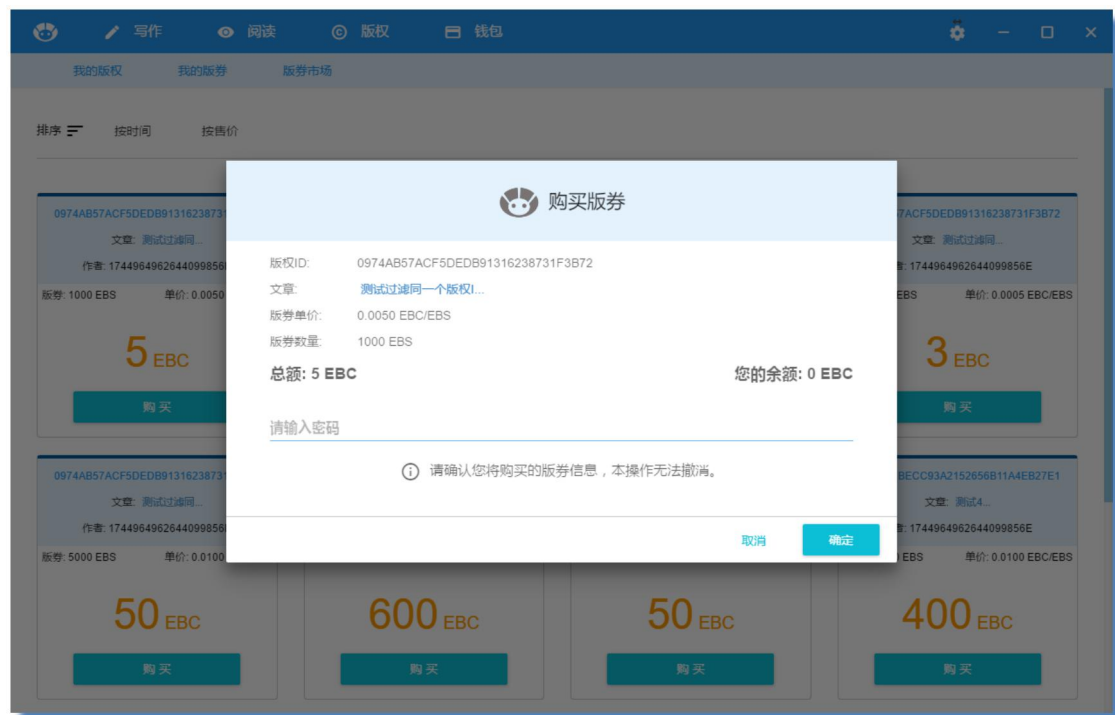 写作 阅读 © 版权 钱包
我的版权 我的版券 版券市场
排序 按时间 按售价
购买版券
版权ID: 0974AB57ACF5DEDB91316238731F3B72
文章: 测试过滤同一个版权I...
版券单价: 0.0050 EBC/EBS
版券数量: 1000 EBS
总额: 5 EBC 您的余额: 0 EBC
请输入密码
请确认您将购买的版券信息，本操作无法撤消。
取消 确定
0974AB57ACF5DEDB9131623873
文章: 测试过滤同...
作者: 1744964962644099856
版券: 1000 EBS 单价: 0.0050
5 EBC
购买
7ACF5DEDB91316238731F3B72
文章: 测试过滤同...
: 1744964962644099856E
EBS 单价: 0.0005 EBC/EBS
3 EBC
购买
0974AB57ACF5DEDB9131623873
文章: 测试过滤同...
作者: 1744964962644099856
版券: 5000 EBS 单价: 0.0100
50 EBC
购买
600 EBC
购买
50 EBC
购买
BECC93A2152656B11A4EB27E1
文章: 测试4...
: 1744964962644099856E
EBS 单价: 0.0100 EBC/EBS
400 EBC
购买